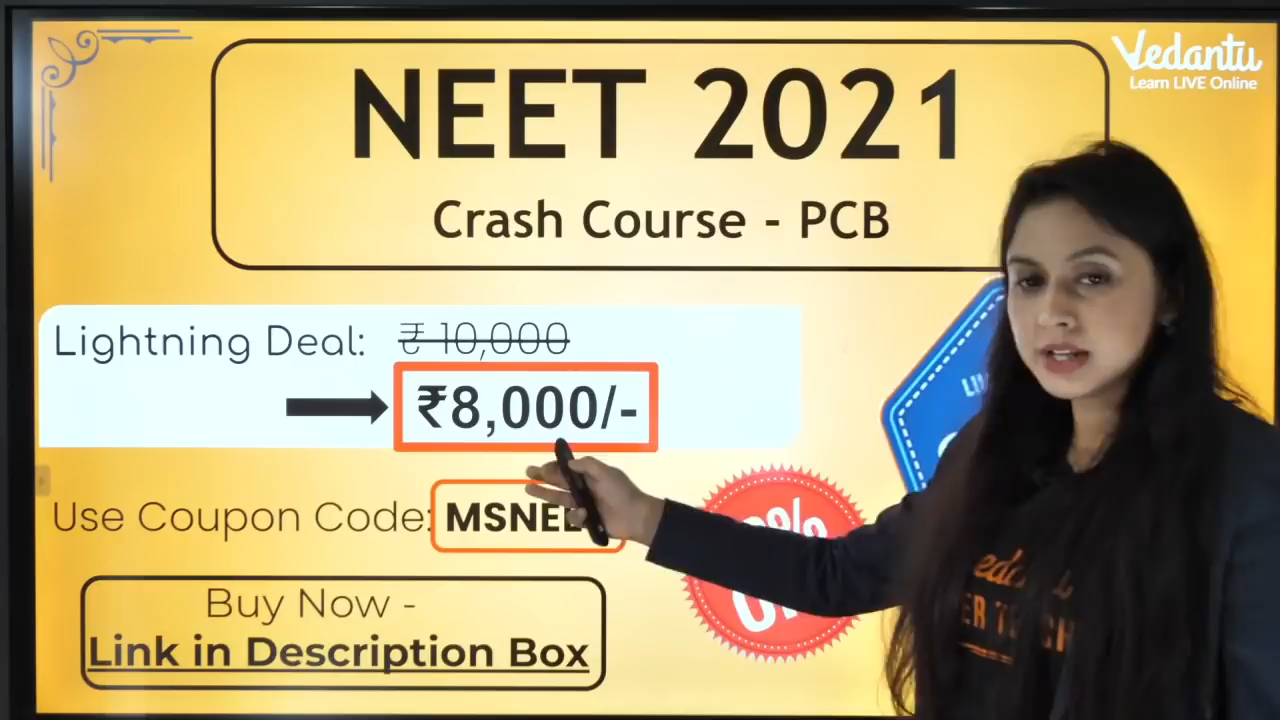 Vedantu
Learn LIVE Online
NEET 2021
Crash Course - PCB
Lightning Deal: ₹ 10,000
₹8,000/-
Use Coupon Code:
Buy Now -
Link in Description Box